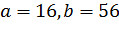 a = 16, b = 56